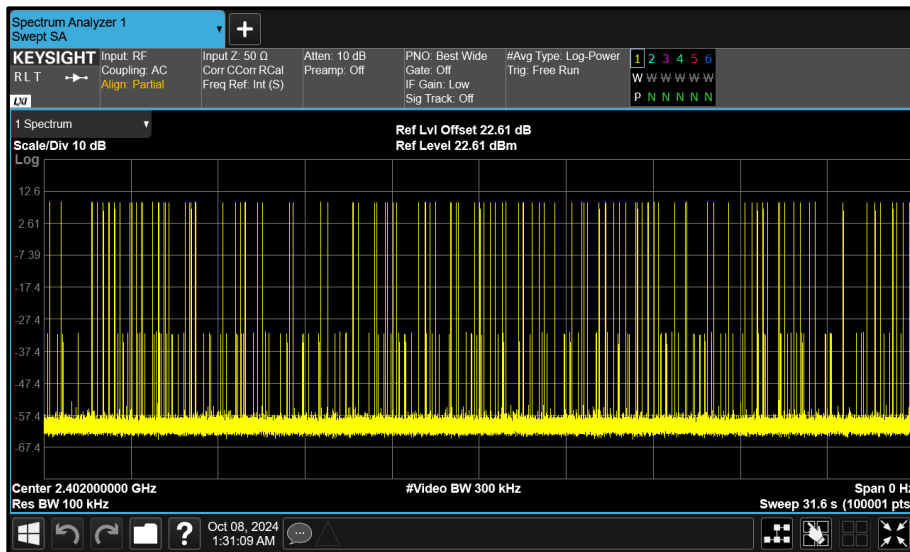 Spectrum Analyzer 1
Swept SA
KEYSIGHT
R L T
LXI
Input: RF
Coupling: AC
Align: Partial
Input Z: 50 Ω
Corr CCorr RCal
Freq Ref: Int (S)
Atten: 10 dB
Preamp: Off
PNO: Best Wide
Gate: Off
IF Gain: Low
Sig Track: Off
#Avg Type: Log-Power
Trig: Free Run
1 2 3 4 5 6
W W W W W W
P N N N N N
1 Spectrum
Scale/Div 10 dB
Ref Lvl Offset 22.61 dB
Ref Level 22.61 dBm
Log
12.6
2.61
-7.39
-17.4
-27.4
-37.4
-47.4
-57.4
-67.4
Center 2.402000000 GHz
#Video BW 300 kHz
Span 0 Hz
Res BW 100 kHz
Sweep 31.6 s (100001 pts
?
Oct 08, 2024
1:31:09 AM